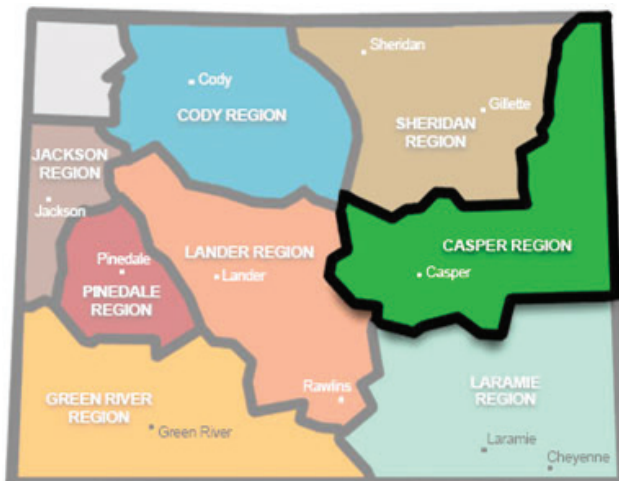 Sheridan
Cody
CODY REGION
Gillette
SHERIDAN
REGION
JACKSON
REGION
Jackson
Pinedale
PINEDALE
REGION
LANDER REGION
Lander
CASPER REGION
Casper
Rawlins
GREEN RIVER
REGION
Green River
LARAMIE
REGION
Laramie
Cheyenne